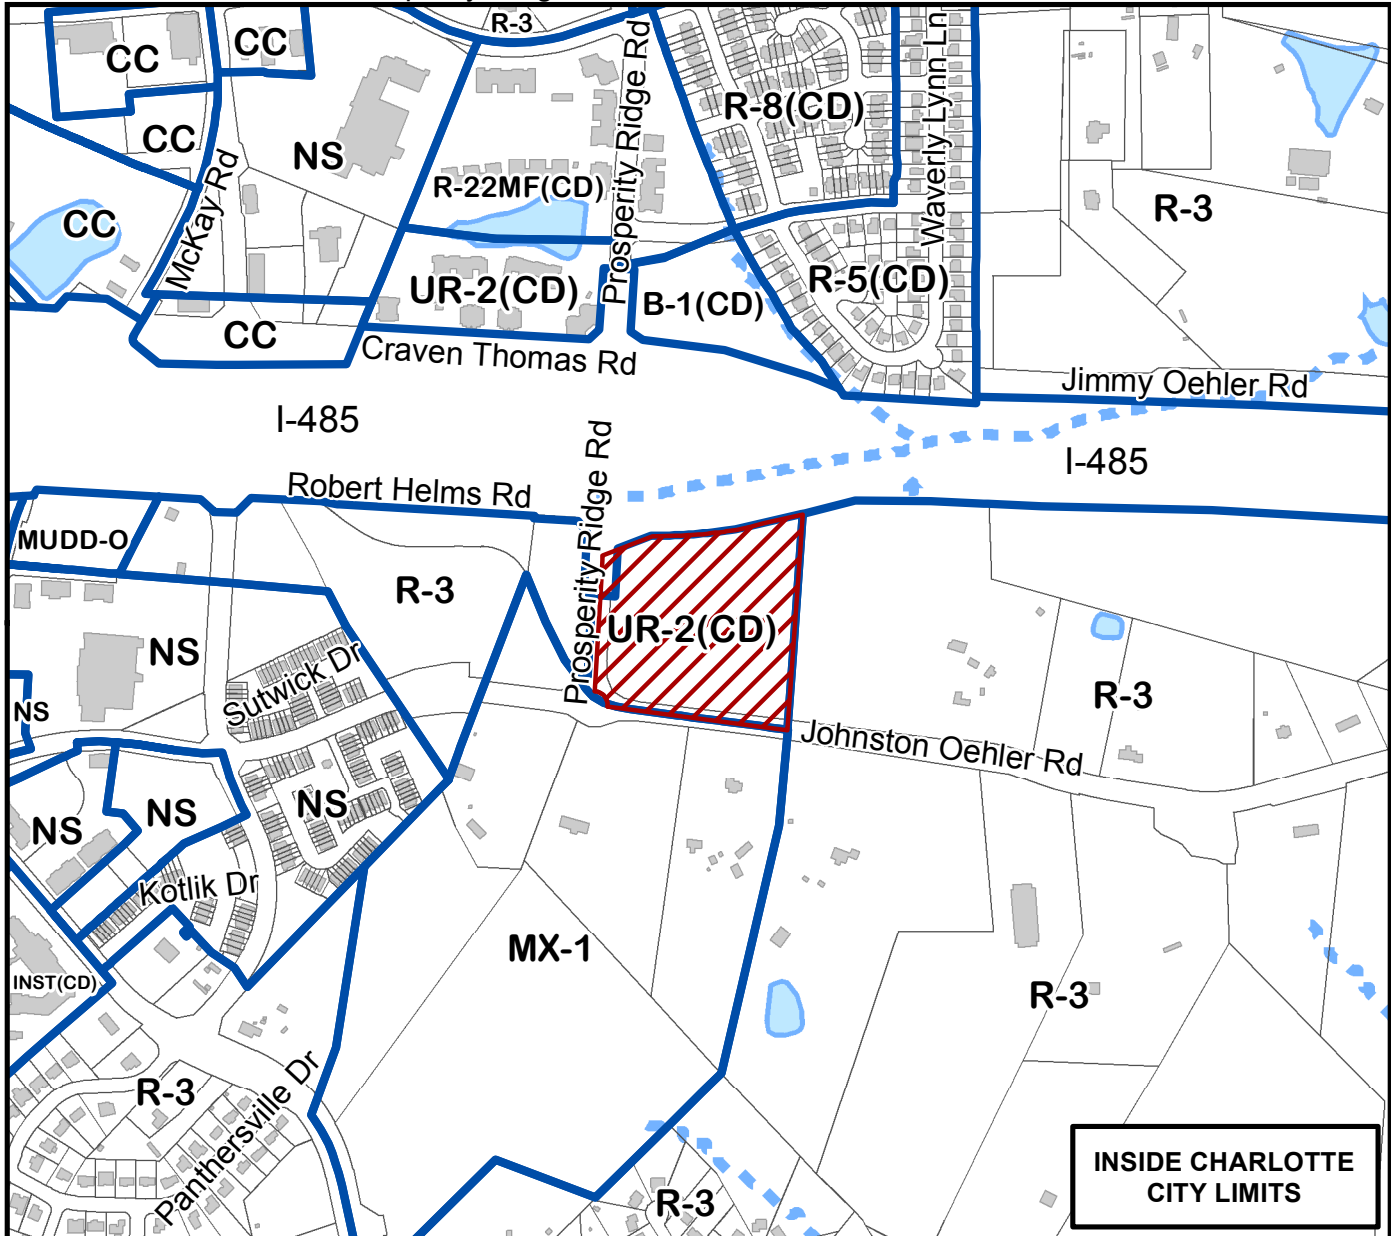 R-3
CC
CC
CC
NS
R-8(CD)
Waverly Lynn Ln
Prosperity Ridge Rd
R-22MF(CD)
McKay Rd
CC
R-3
UR-2(CD)
B-1(CD)
R-5(CD)
CC
Craven Thomas Rd
Jimmy Oehler Rd
I-485
I-485
Robert Helms Rd
Prosperity Ridge Rd
MUDD-O
R-3
UR-2(CD)
NS
Sutwick Dr
NS
R-3
Johnston Oehler Rd
NS
NS
NS
Kotlik Dr
MX-1
INST(CD)
R-3
R-3
Panthersville Dr
R-3
INSIDE CHARLOTTE
CITY LIMITS